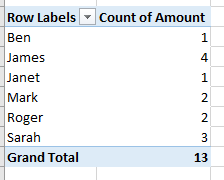 Row Labels Count of Amount
Ben 1
James 4
Janet 1
Mark 2
Roger 2
Sarah 3
Grand Total 13